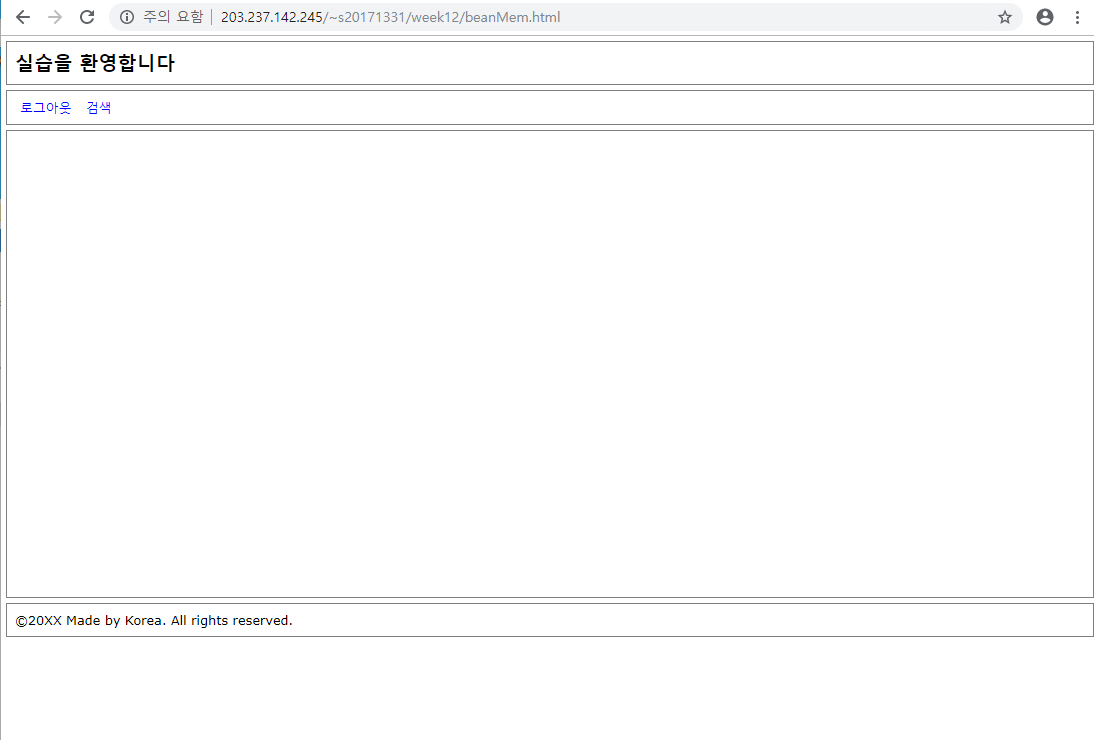 주의 요함 203.237.142.245/~s20171331/week12/beanMem.html
실습을 환영합니다
로그아웃 검색
©20XX Made by Korea. All rights reserved.